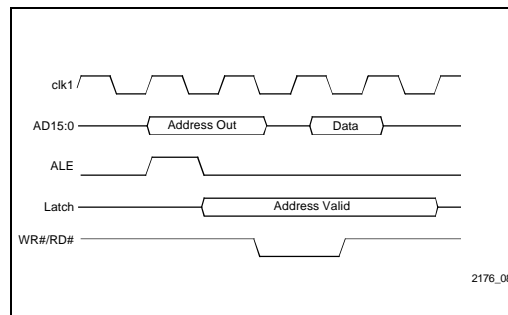 clk1
AD15:0
Address Out
Data
ALE
Latch
Address Valid
WR#/RD#